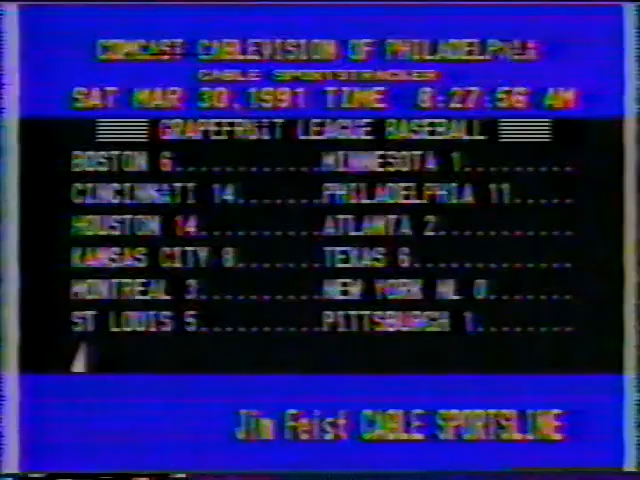 COMCAST CABLEVISION OF PHILADELPHIA
CABLE SPORTSTRACKER
SAT MAR 30,1991 TIME 8:27:56 AM
GRAPEFRUIT LEAGUE BASEBALL
BOSTON 6............MINNESOTA 1.........
CINCINNATI 14.......PHILADELPHIA 11.....
HOUSTON 14..........ATLANTA 2...........
KANSAS CITY 8.......TEXAS 6.............
MONTREAL 3..........NEW YORK NL 0.......
ST LOUIS 5..........PITTSBURGH 1........
Jim Feist CABLE SPORTSLINE